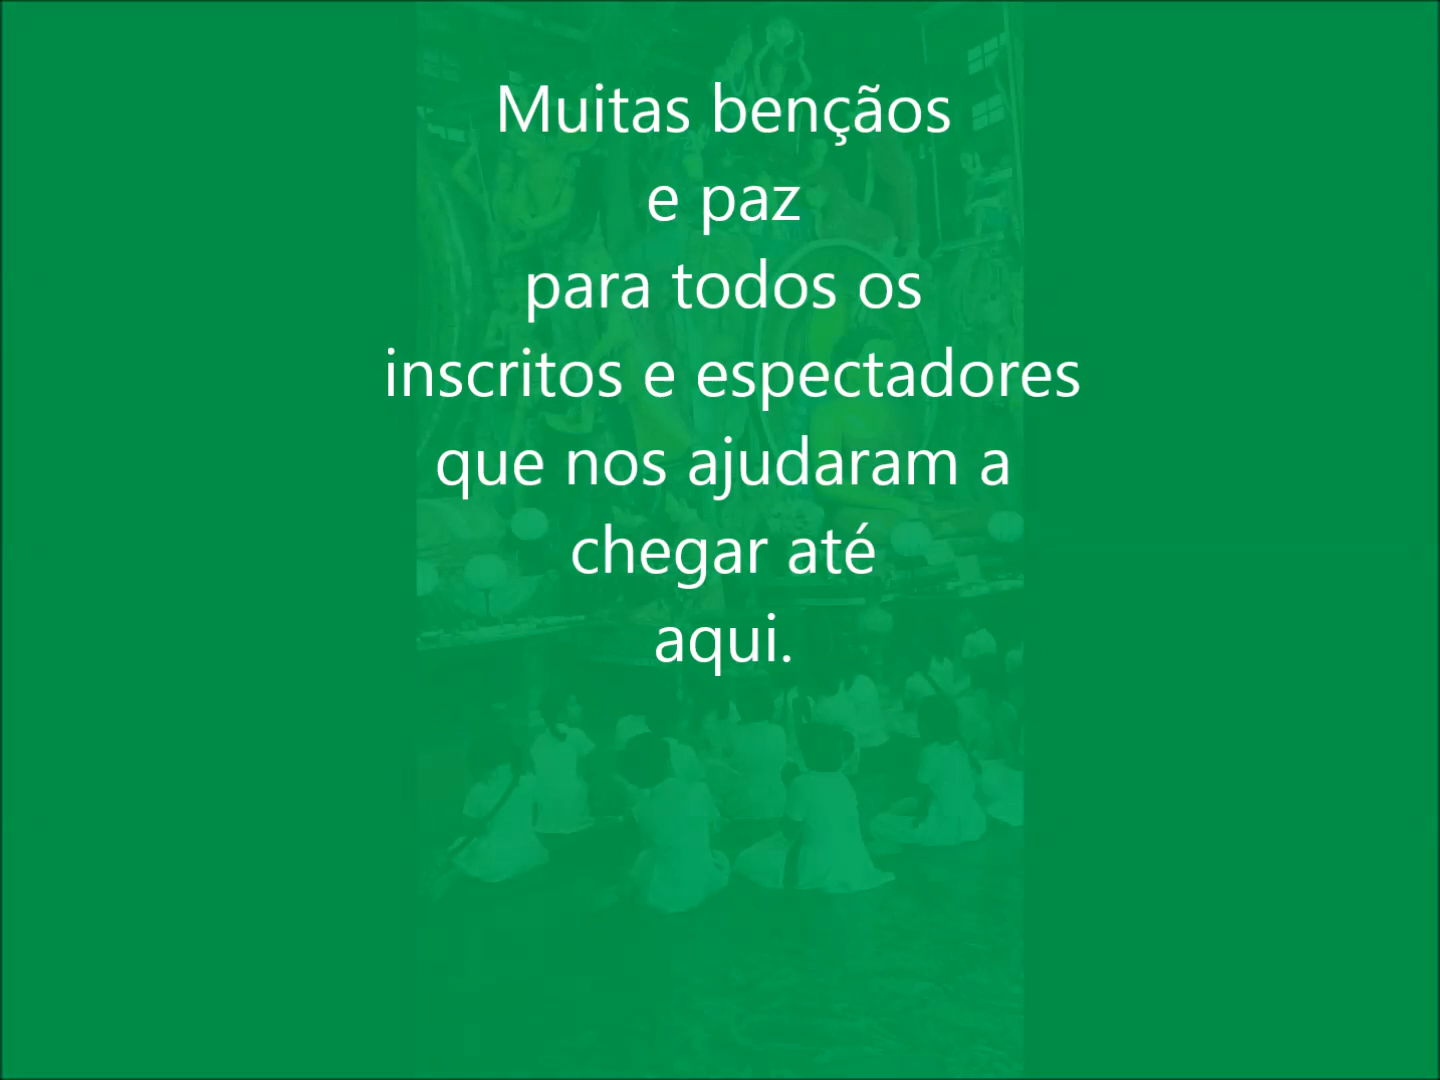 Muitas bençãos
e paz
para todos os
inscritos e espectadores
que nos ajudaram a
chegar até
aqui.